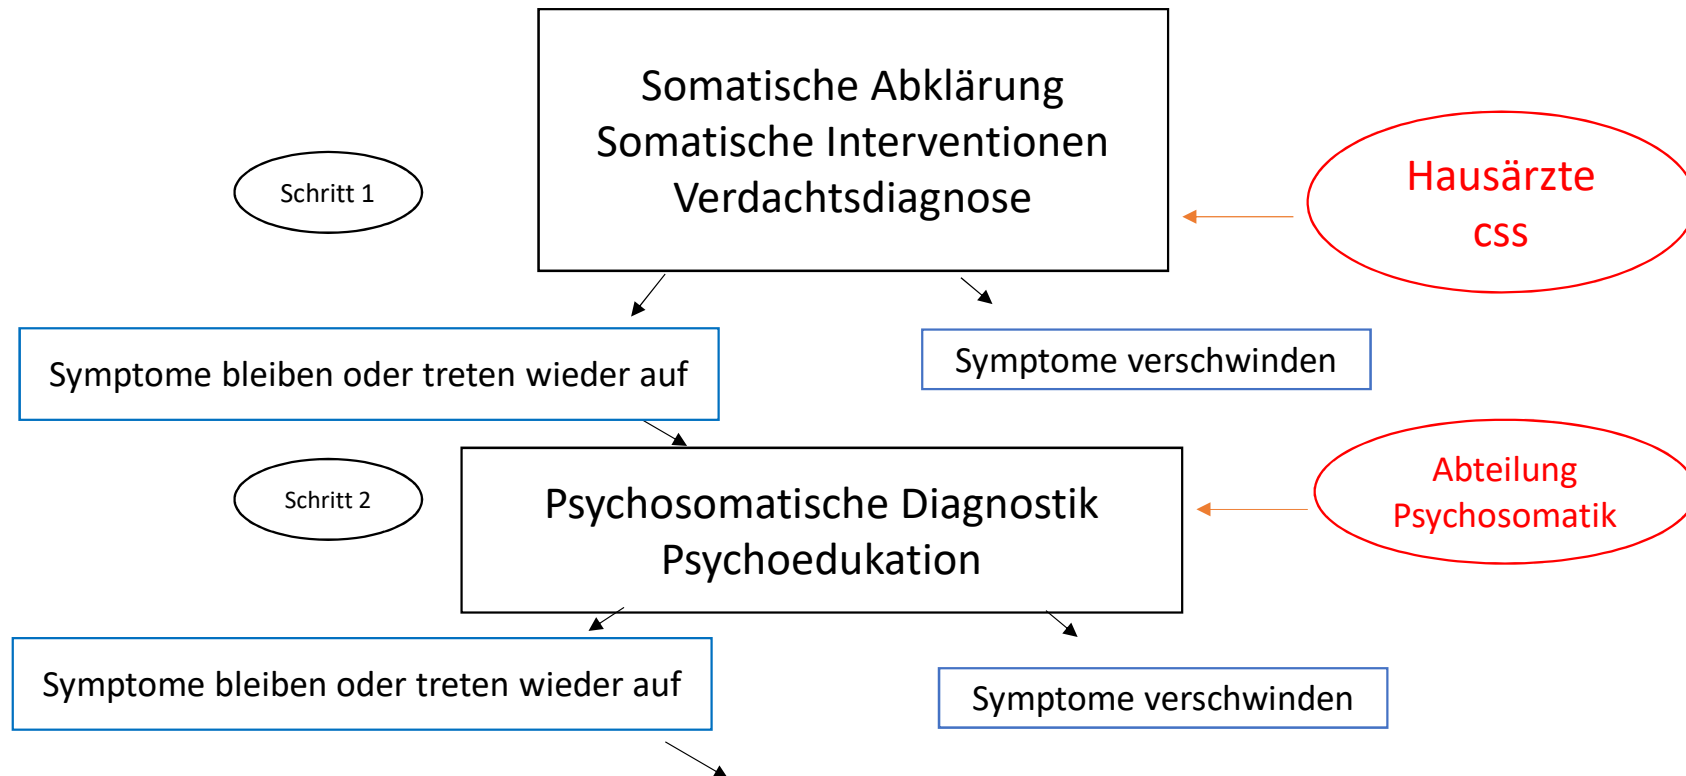 Somatische Abklärung
Somatische Interventionen
Verdachtsdiagnose
Schritt 1
Hausärzte
css
Symptome bleiben oder treten wieder auf
Symptome verschwinden
Schritt 2
Psychosomatische Diagnostik
Psychoedukation
Abteilung
Psychosomatik
Symptome bleiben oder treten wieder auf
Symptome verschwinden